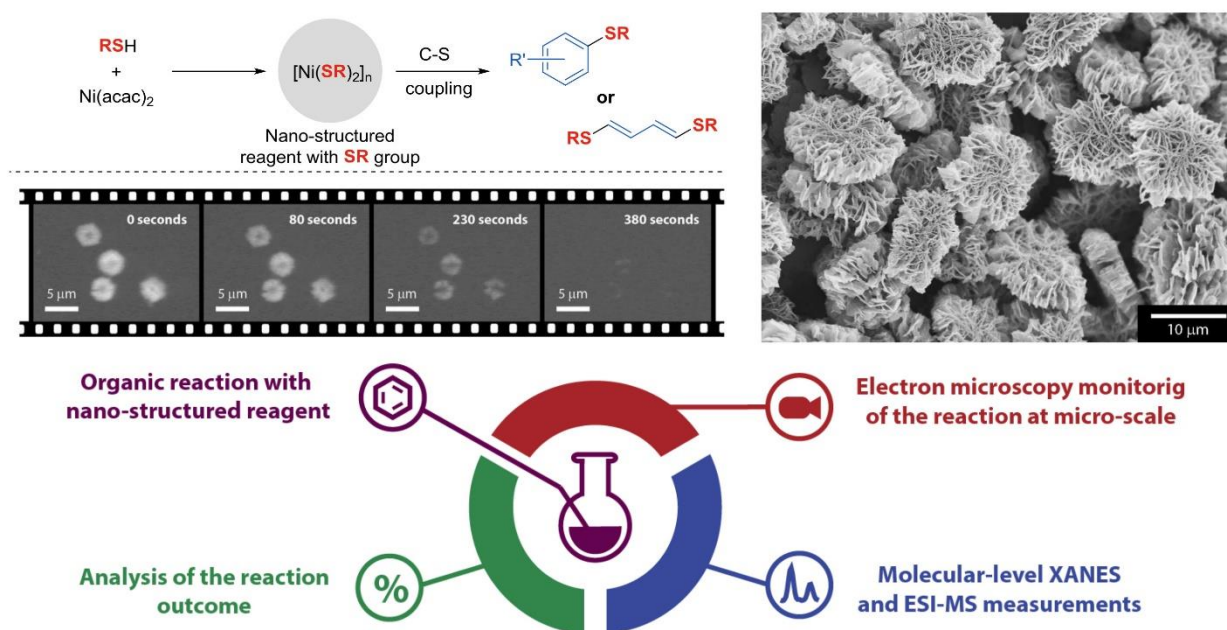 RSH
+
Ni(acac)₂
[Ni(SR)₂]ₙ
Nano-structured
reagent with SR group
C-S
coupling
R'
SR
or
RS
SR
0 seconds
5 μm
80 seconds
5 μm
230 seconds
5 μm
380 seconds
5 μm
10 μm
Organic reaction with
nano-structured reagent
Electron microscopy monitorig
of the reaction at micro-scale
Analysis of the reaction
outcome
%
Molecular-level XANES
and ESI-MS measurements